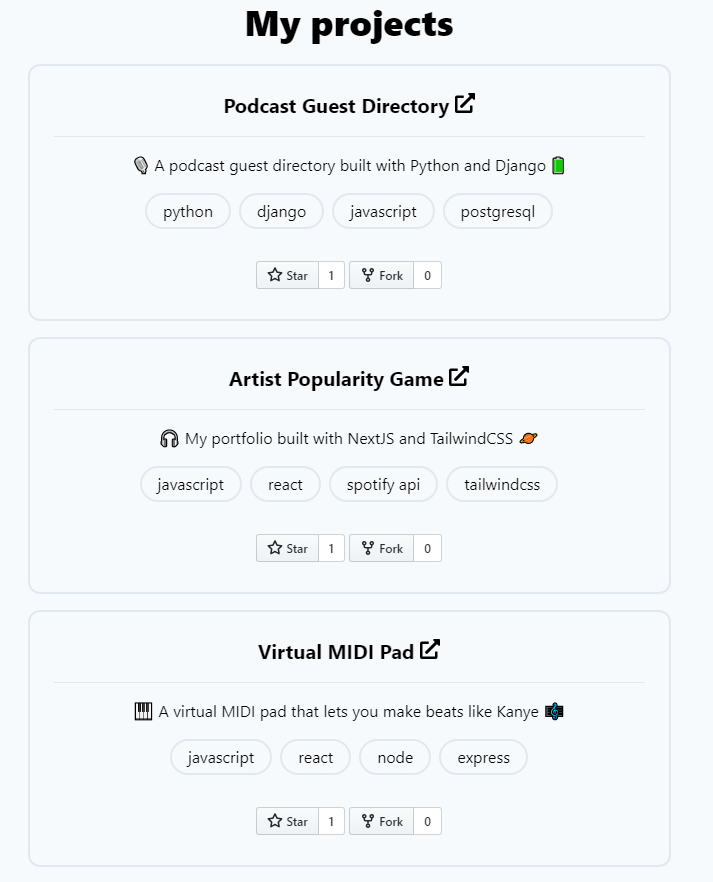 My projects
Podcast Guest Directory
🎙 A podcast guest directory built with Python and Django 🔋
python django javascript postgresql
Star 1 Fork 0
Artist Popularity Game
🎧 My portfolio built with NextJS and TailwindCSS 🪐
javascript react spotify api tailwindcss
Star 1 Fork 0
Virtual MIDI Pad
🎹 A virtual MIDI pad that lets you make beats like Kanye 🎼
javascript react node express
Star 1 Fork 0